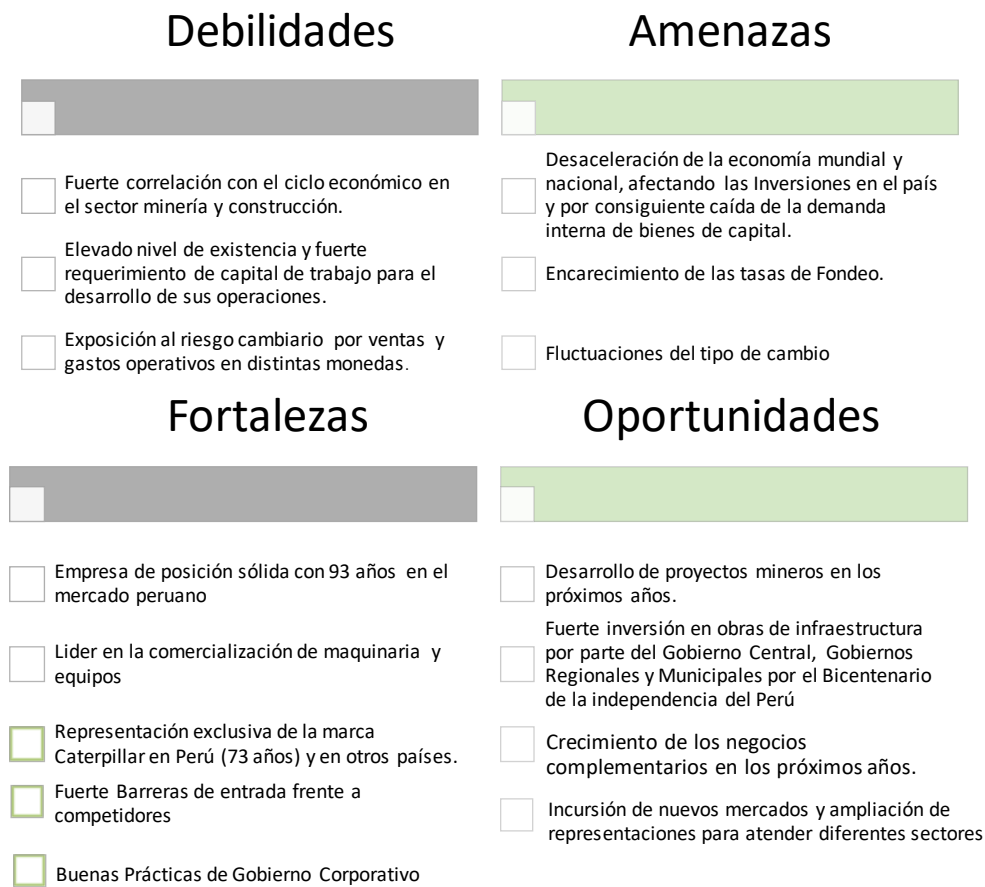 Debilidades
Fuerte correlación con el ciclo económico en
el sector minería y construcción.
Elevado nivel de existencia y fuerte
requerimiento de capital de trabajo para el
desarrollo de sus operaciones.
Exposición al riesgo cambiario por ventas y
gastos operativos en distintas monedas.
Amenazas
Desaceleración de la economía mundial y
nacional, afectando las Inversiones en el país
y por consiguiente caída de la demanda
interna de bienes de capital.
Encarecimiento de las tasas de Fondeo.
Fluctuaciones del tipo de cambio
Fortalezas
Empresa de posición sólida con 93 años en el
mercado peruano
Lider en la comercialización de maquinaria y
equipos
Representación exclusiva de la marca
Caterpillar en Perú (73 años) y en otros países.
Fuerte Barreras de entrada frente a
competidores
Buenas Prácticas de Gobierno Corporativo
Oportunidades
Desarrollo de proyectos mineros en los
próximos años.
Fuerte inversión en obras de infraestructura
por parte del Gobierno Central, Gobiernos
Regionales y Municipales por el Bicentenario
de la independencia del Perú
Crecimiento de los negocios
complementarios en los próximos años.
Incursión de nuevos mercados y ampliación de
representaciones para atender diferentes sectores